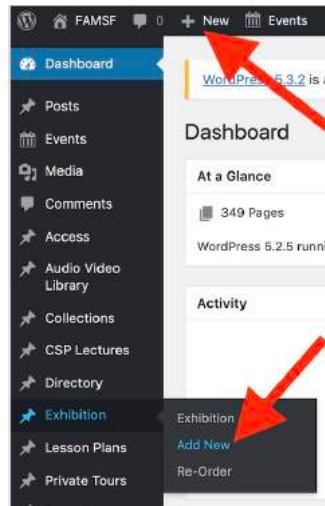 FAMSF 0 New Events
Dashboard
WordPress 5.3.2 is
Posts
Dashboard
Events
Media
At a Glance
Comments
349 Pages
Access
WordPress 5.2.5
Audio Video
Library
Activity
Collections
CSP Lectures
Directory
Exhibition
Exhibition
Add New
Lesson Plans
Re-Order
Private Tours